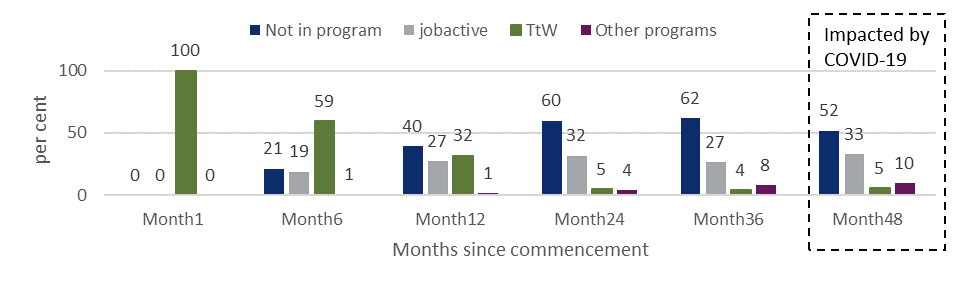 Not in program jobactive TtW Other programs
Impacted by
COVID-19
per cent
100
50
0
0 0 100 0
21 19 59 1
40 27 32 1
60 32 5 4
62 27 4 8
52 33 5 10
Month1 Month6 Month12 Month24 Month36 Month48
Months since commencement